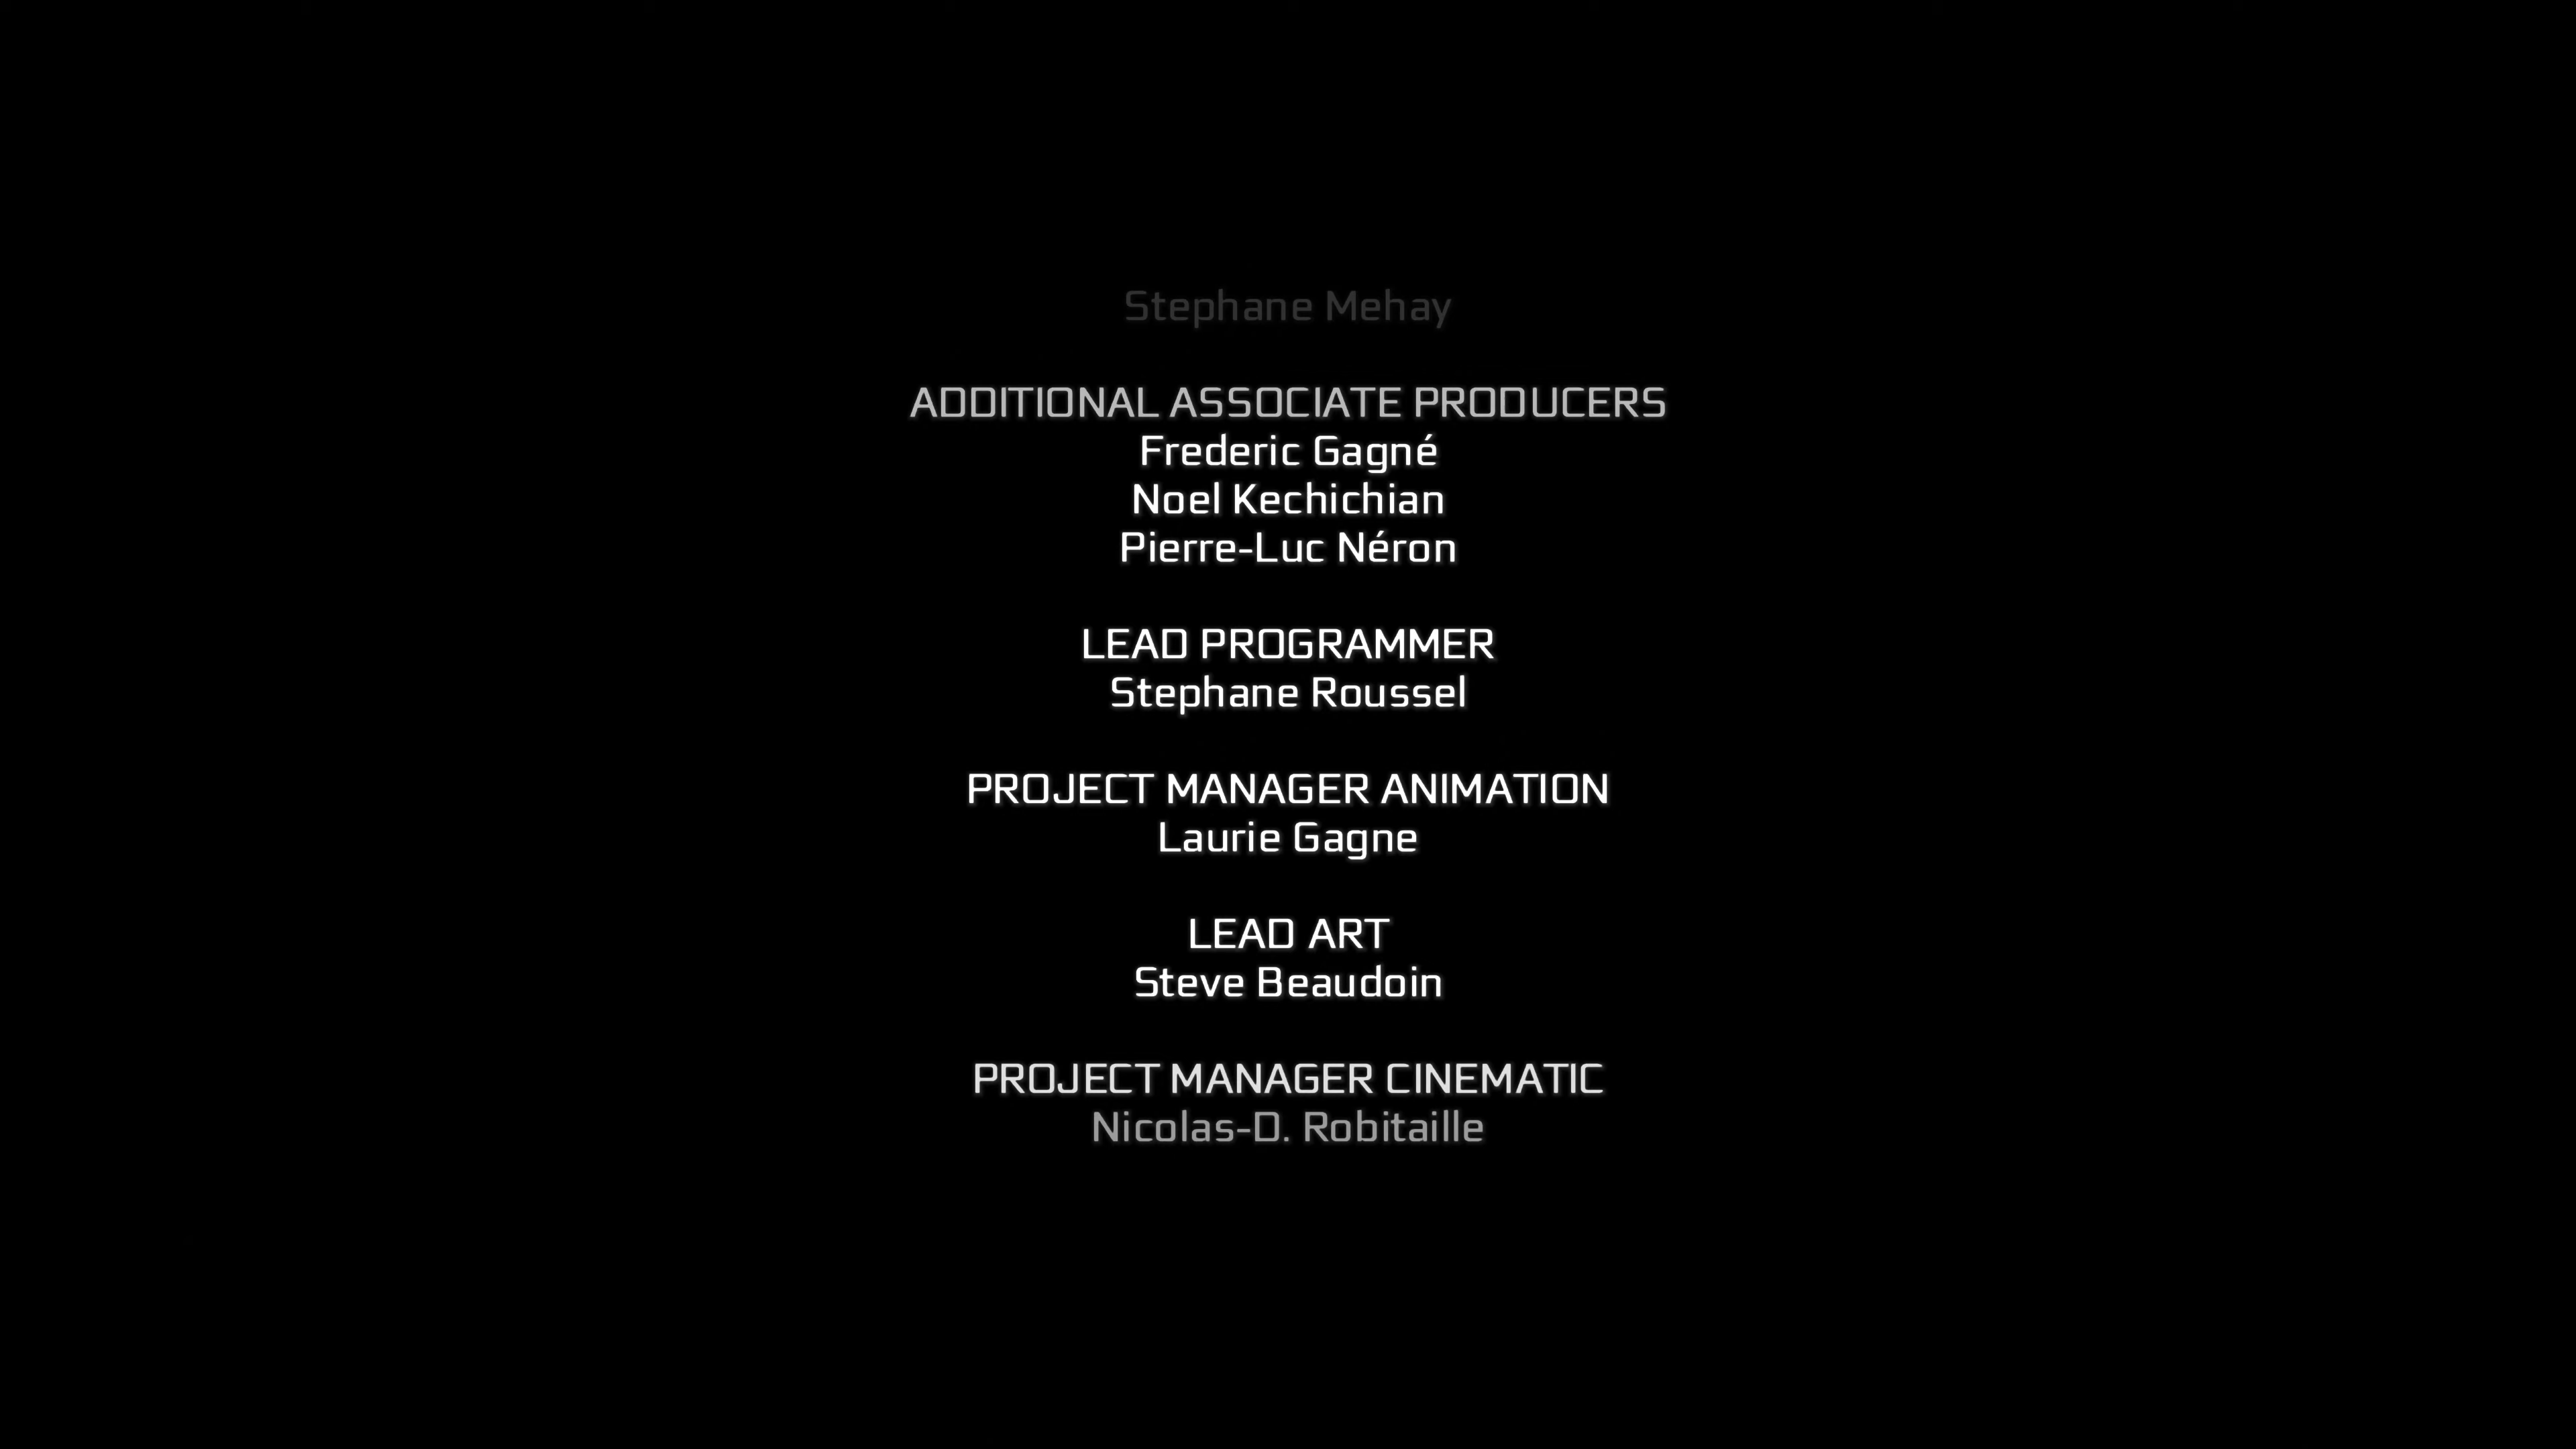 Stephane Mehay
ADDITIONAL ASSOCIATE PRODUCERS
Frederic Gagné
Noel Kechichian
Pierre-Luc Néron
LEAD PROGRAMMER
Stephane Roussel
PROJECT MANAGER ANIMATION
Laurie Gagne
LEAD ART
Steve Beaudoin
PROJECT MANAGER CINEMATIC
Nicolas-D. Robitaille